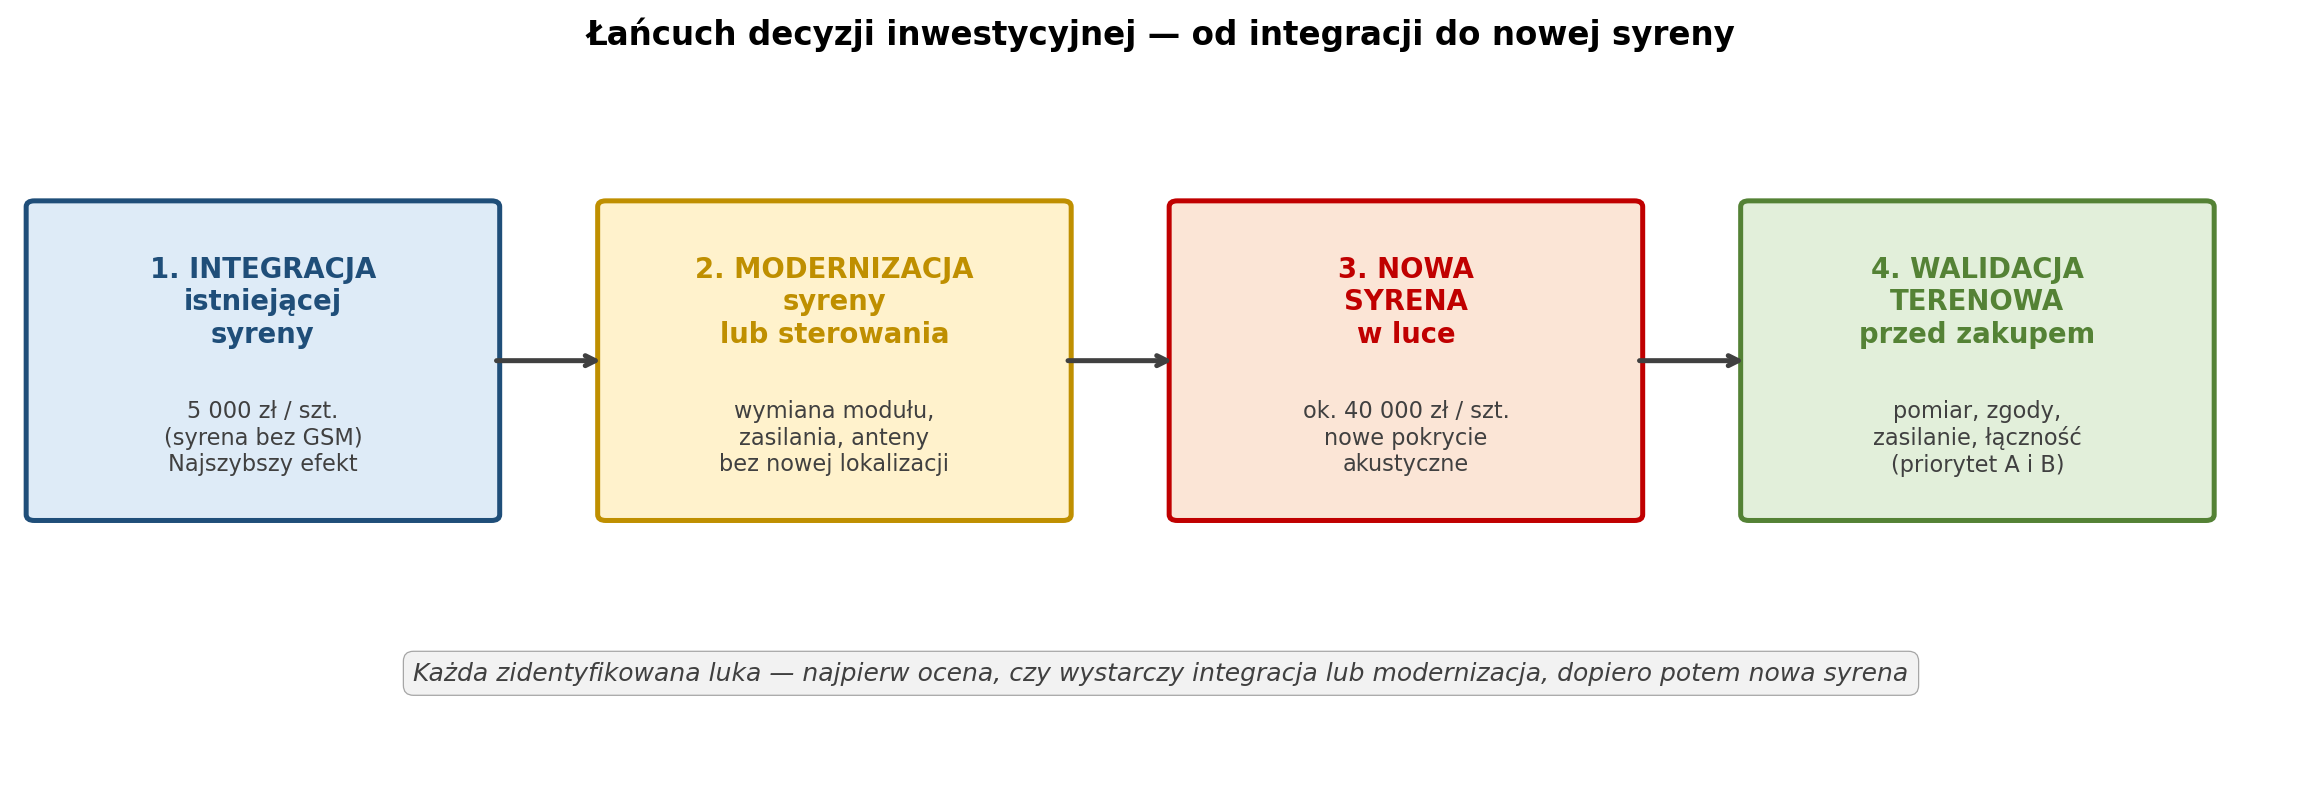 Łańcuch decyzji inwestycyjnej — od integracji do nowej syreny
1. INTEGRACJA
istniejącej
syreny
5 000 zł / szt.
(syrena bez GSM)
Najszybszy efekt
2. MODERNIZACJA
syreny
lub sterowania
wymiana modułu,
zasilania, anteny
bez nowej lokalizacji
3. NOWA
SYRENA
w luce
ok. 40 000 zł / szt.
nowe pokrycie
akustyczne
4. WALIDACJA
TERENOWA
przed zakupem
pomiar, zgody,
zasilanie, łączność
(priorytet A i B)
Każda zidentyfikowana luka — najpierw ocena, czy wystarczy integracja lub modernizacja, dopiero potem nowa syrena